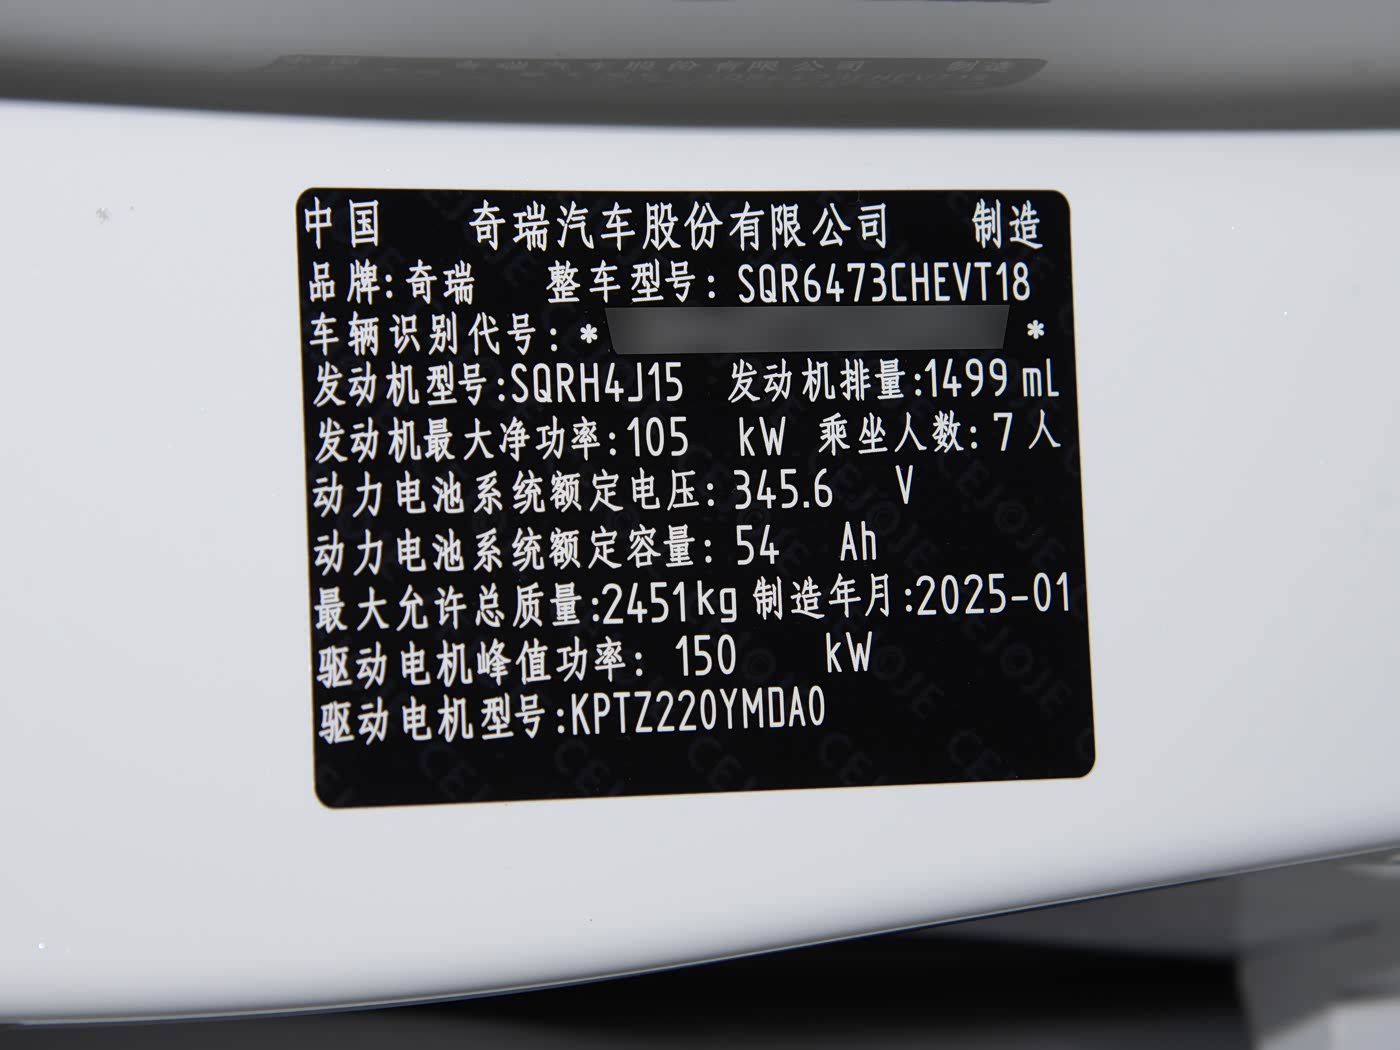 中国 奇瑞汽车股份有限公司 制造
品牌:奇瑞 整车型号:SQR6473CHEVT18
车辆识别代号:* *
发动机型号:SQRH4J15 发动机排量:1499mL
发动机最大净功率:105 kW 乘坐人数:7人
动力电池系统额定电压:345.6 V
动力电池系统额定容量:54 Ah
最大允许总质量:2451kg 制造年月:2025-01
驱动电机峰值功率:150 kW
驱动电机型号:KPTZ220YMDA0